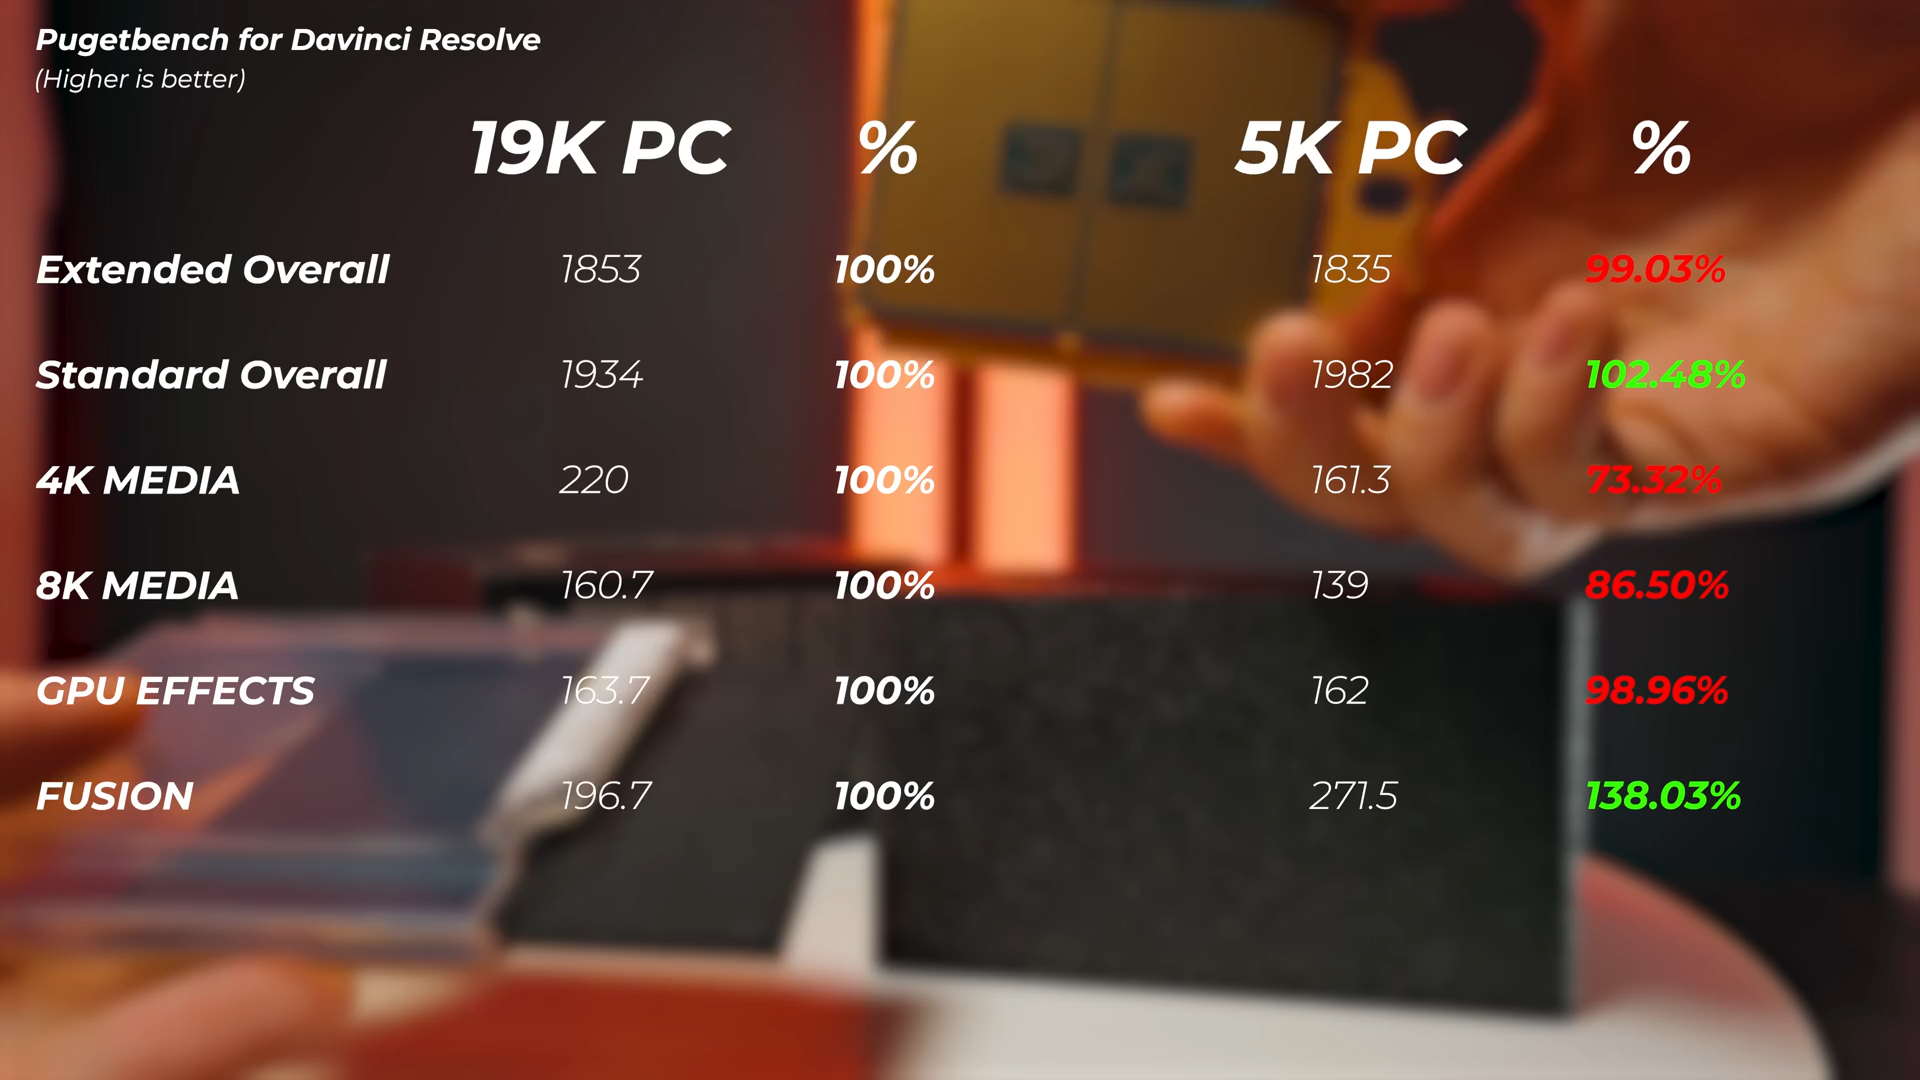 Pugetbench for Davinci Resolve
(Higher is better)
19K PC % 5K PC %
Extended Overall 1853 100% 1835 99.03%
Standard Overall 1934 100% 1982 102.48%
4K MEDIA 220 100% 161.3 73.32%
8K MEDIA 160.7 100% 139 86.50%
GPU EFFECTS 163.7 100% 162 98.96%
FUSION 196.7 100% 271.5 138.03%